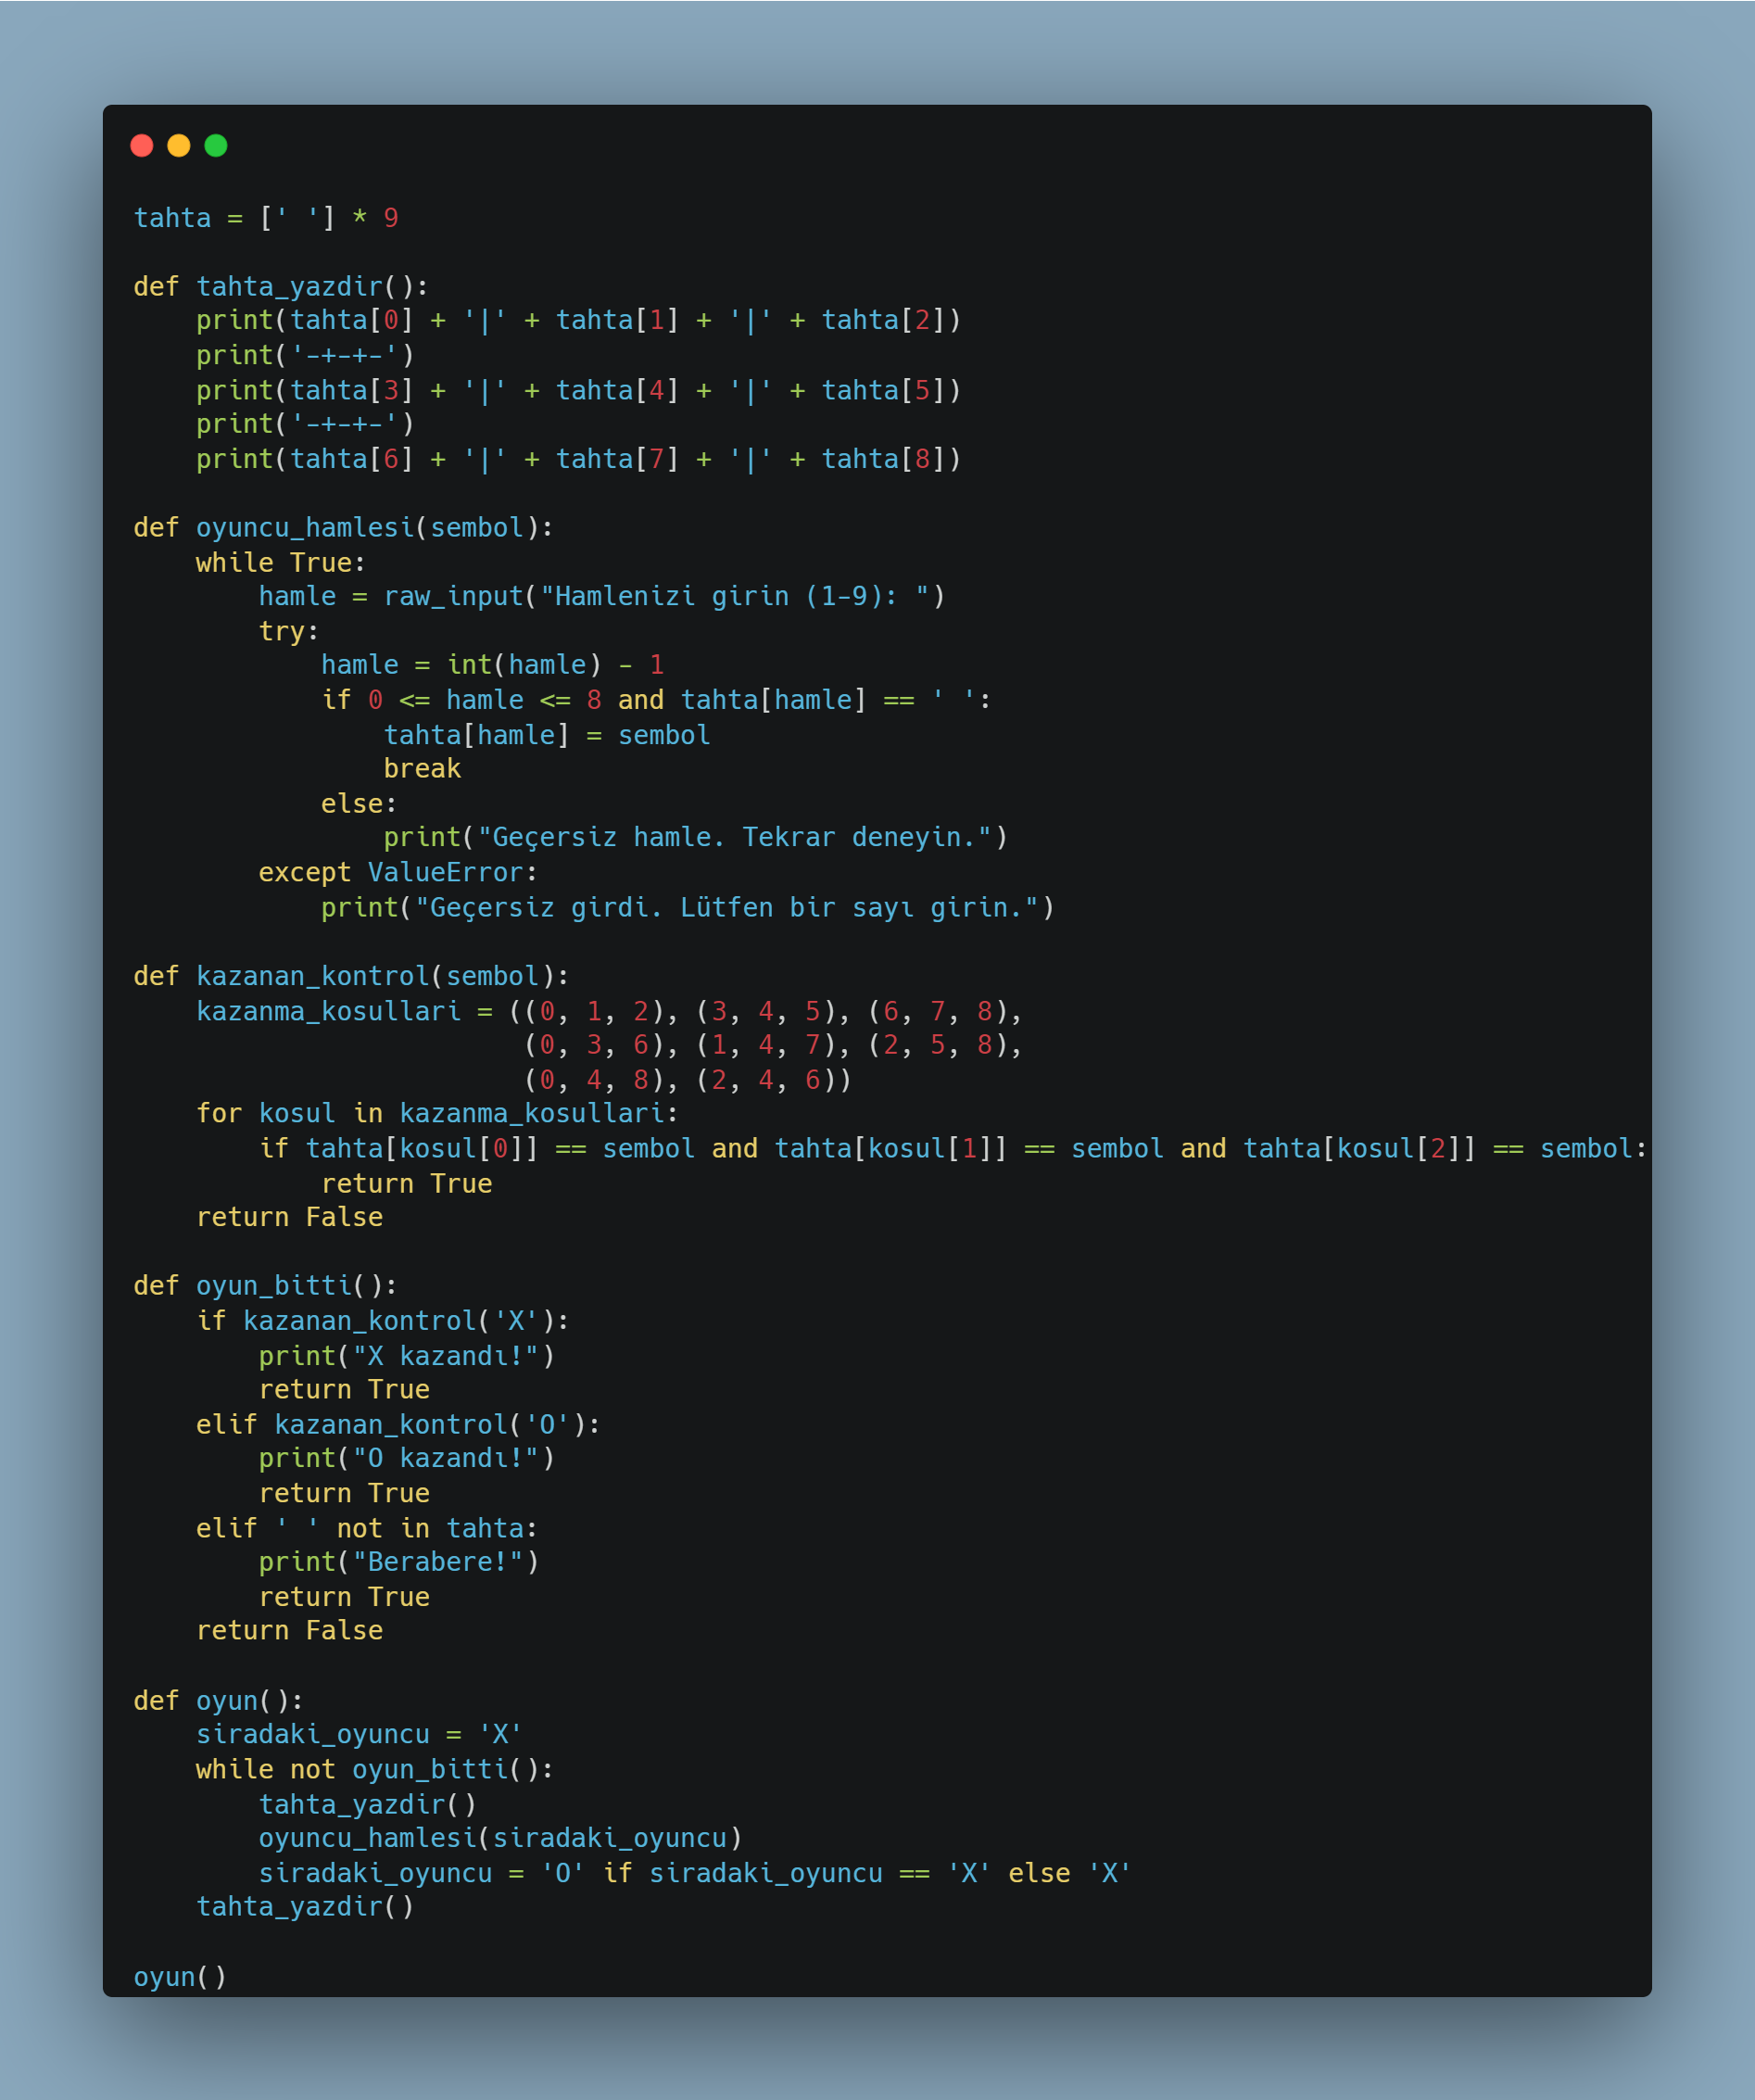 tahta = [' '] * 9

def tahta_yazdir():
    print(tahta[0] + '|' + tahta[1] + '|' + tahta[2])
    print('-+-+-')
    print(tahta[3] + '|' + tahta[4] + '|' + tahta[5])
    print('-+-+-')
    print(tahta[6] + '|' + tahta[7] + '|' + tahta[8])

def oyuncu_hamlesi(sembol):
    while True:
        hamle = raw_input("Hamlenizi girin (1-9): ")
        try:
            hamle = int(hamle) - 1
            if 0 <= hamle <= 8 and tahta[hamle] == ' ':
                tahta[hamle] = sembol
                break
            else:
                print("Geçersiz hamle. Tekrar deneyin.")
        except ValueError:
            print("Geçersiz girdi. Lütfen bir sayı girin.")

def kazanan_kontrol(sembol):
    kazanma_kosullari = ((0, 1, 2), (3, 4, 5), (6, 7, 8),
                         (0, 3, 6), (1, 4, 7), (2, 5, 8),
                         (0, 4, 8), (2, 4, 6))
    for kosul in kazanma_kosullari:
        if tahta[kosul[0]] == sembol and tahta[kosul[1]] == sembol and tahta[kosul[2]] == sembol:
            return True
    return False

def oyun_bitti():
    if kazanan_kontrol('X'):
        print("X kazandı!")
        return True
    elif kazanan_kontrol('O'):
        print("O kazandı!")
        return True
    elif ' ' not in tahta:
        print("Berabere!")
        return True
    return False

def oyun():
    siradaki_oyuncu = 'X'
    while not oyun_bitti():
        tahta_yazdir()
        oyuncu_hamlesi(siradaki_oyuncu)
        siradaki_oyuncu = 'O' if siradaki_oyuncu == 'X' else 'X'
    tahta_yazdir()

oyun()